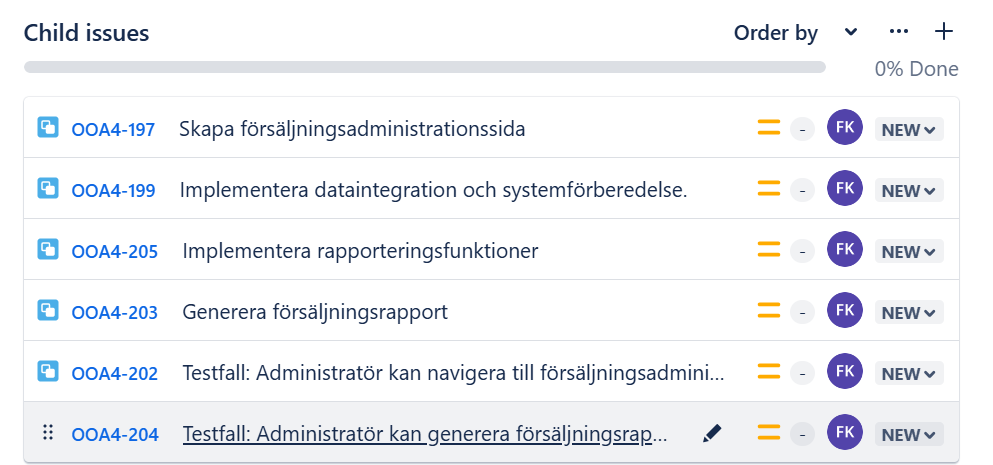 Child issues Order by
0% Done
OOA4-197 Skapa försäljningsadministrationssida - FK NEW
OOA4-199 Implementera dataintegration och systemförberedelse. - FK NEW
OOA4-205 Implementera rapporteringsfunktioner - FK NEW
OOA4-203 Generera försäljningsrapport - FK NEW
OOA4-202 Testfall: Administratör kan navigera till försäljningsadmini... - FK NEW
OOA4-204 Testfall: Administratör kan generera försäljningsrap... - FK NEW